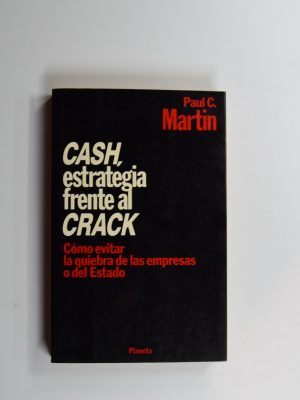 Paul C.
Martin
CASH,
estrategia
frente al
CRACK
Cómo evitar
la quiebra de las empresas
o del Estado
Planeta